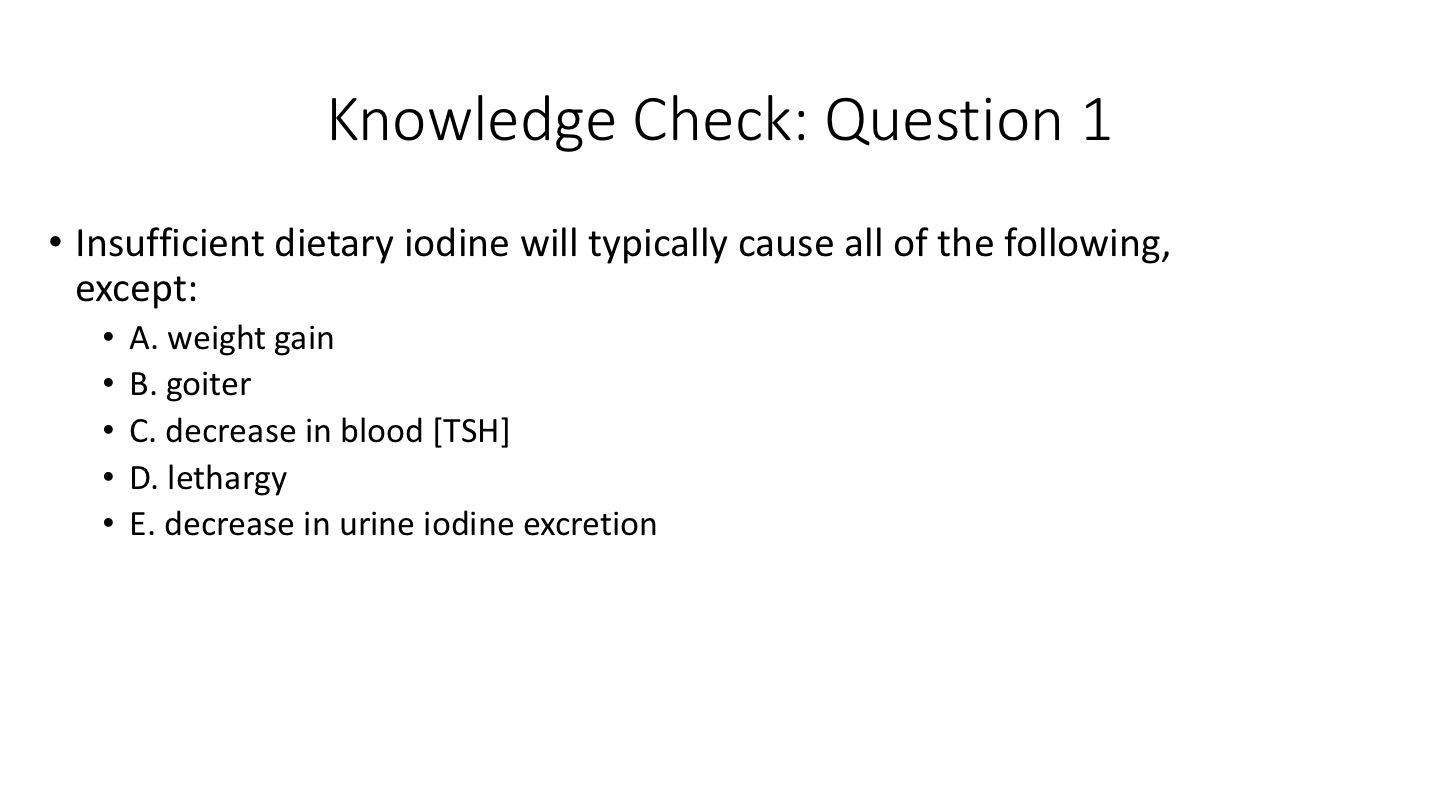 Knowledge Check: Question 1
• Insufficient dietary iodine will typically cause all of the following,
except:
• A. weight gain
• B. goiter
• C. decrease in blood [TSH]
• D. lethargy
• E. decrease in urine iodine excretion